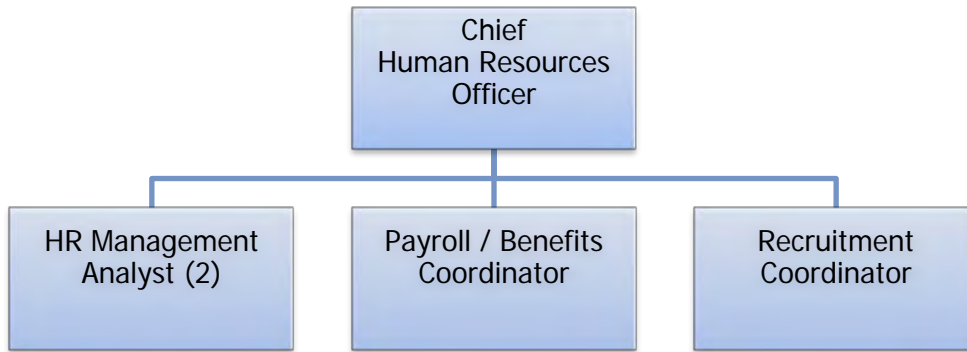 Chief
Human Resources
Officer
HR Management
Analyst (2)
Payroll / Benefits
Coordinator
Recruitment
Coordinator